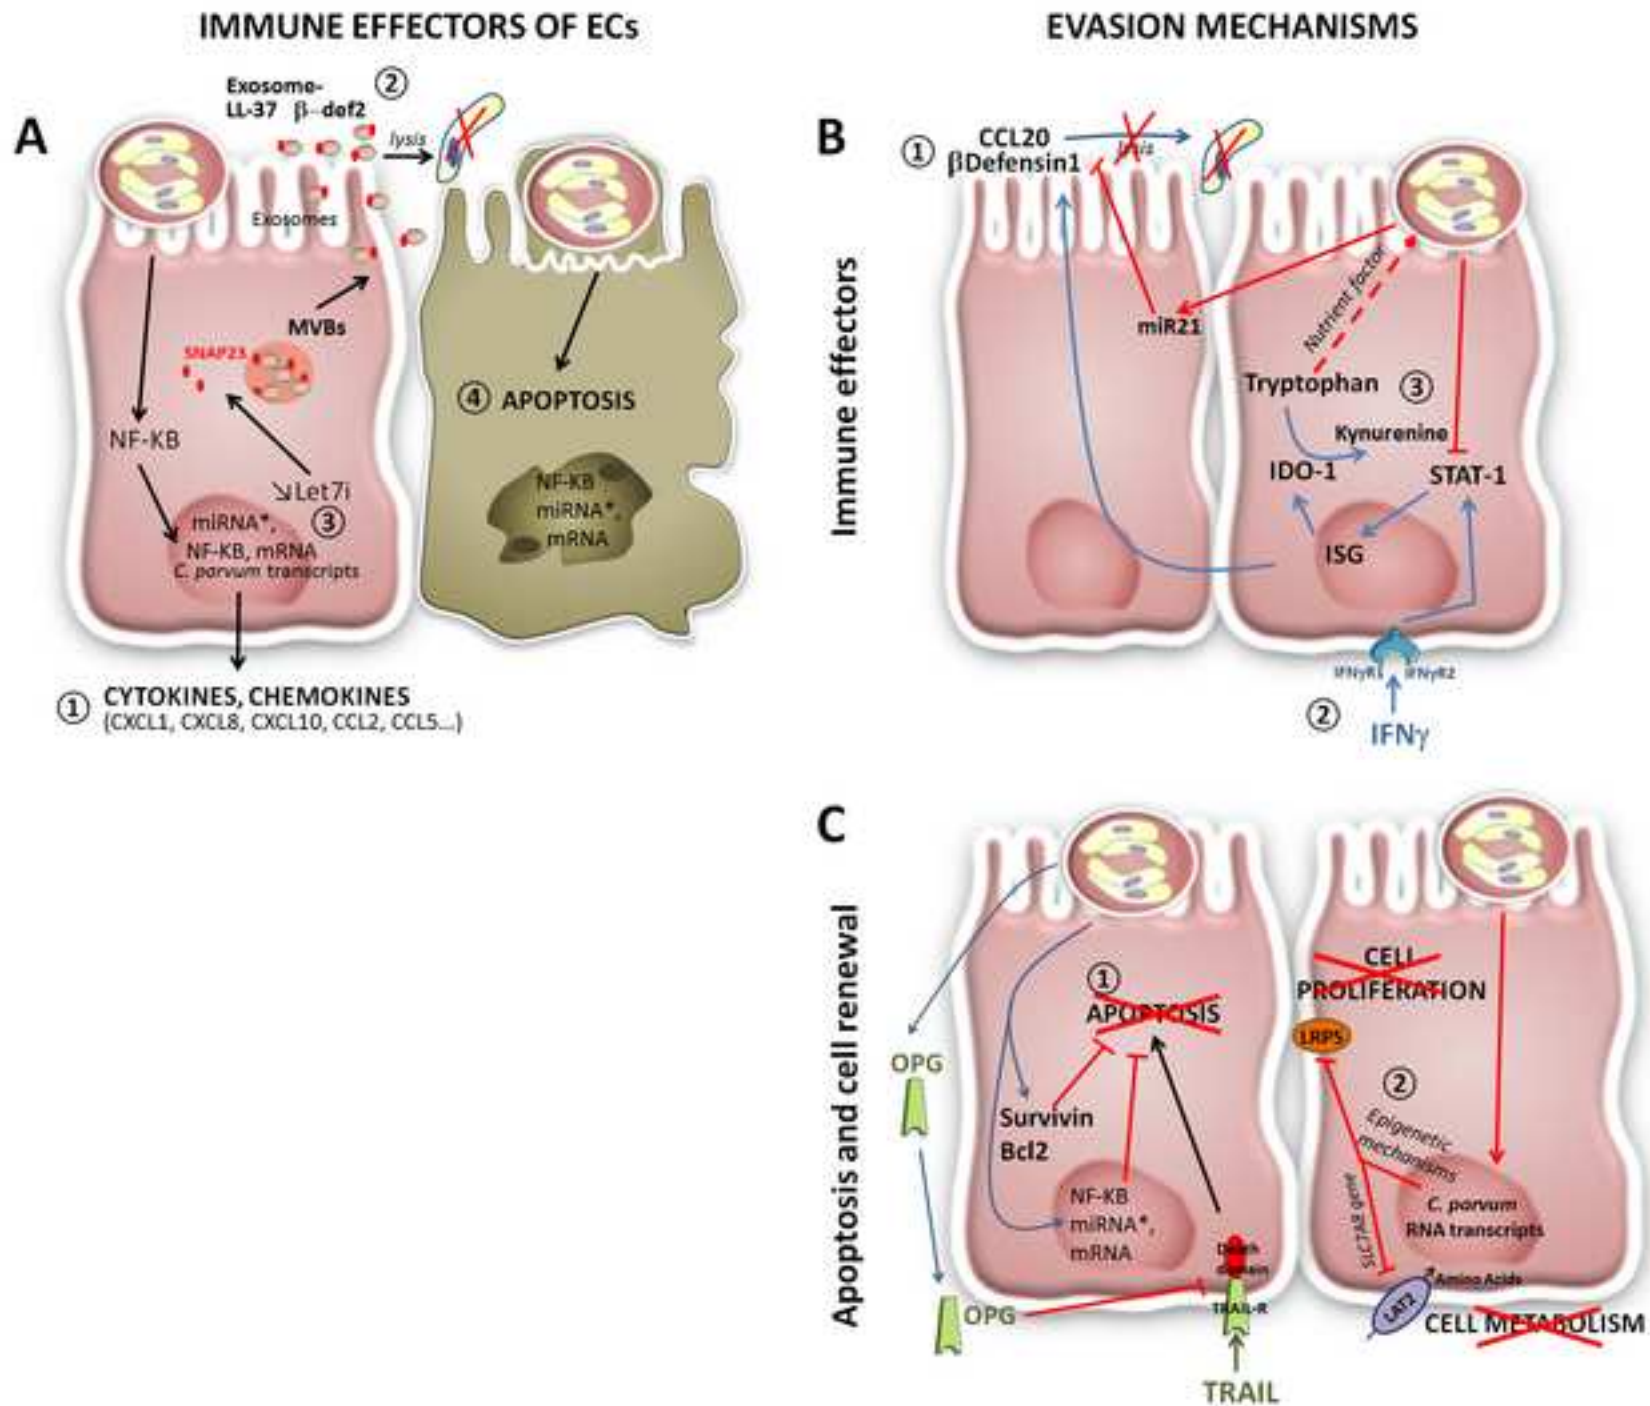 IMMUNE EFFECTORS OF ECs
EVASION MECHANISMS
A
Exosome-
LL-37 β-def2
②
lysis
Exosomes
MVBs
SNAP23
NF-KB
↘Let7i
③
miRNA*,
NF-KB, mRNA
C. parvum transcripts
① CYTOKINES, CHEMOKINES
(CXCL1, CXCL8, CXCL10, CCL2, CCL5...)
④ APOPTOSIS
NF-KB
miRNA*,
mRNA
B
Immune effectors
①
CCL20
βDefensin1
lysis
miR21
Nutrient factor
Tryptophan
③
Kynurenine
IDO-1
STAT-1
ISG
IFNγR1
IFNγR2
②
IFNγ
C
Apoptosis and cell renewal
①
APOPTOSIS
OPG
Survivin
Bcl2
NF-KB
miRNA*,
mRNA
Death
domain
TRAIL-R
OPG
TRAIL
CELL
PROLIFERATION
LRP5
②
Epigenetic
mechanisms
SLC7A8 gene
C. parvum
RNA transcripts
Amino Acids
LAT2
CELL METABOLISM